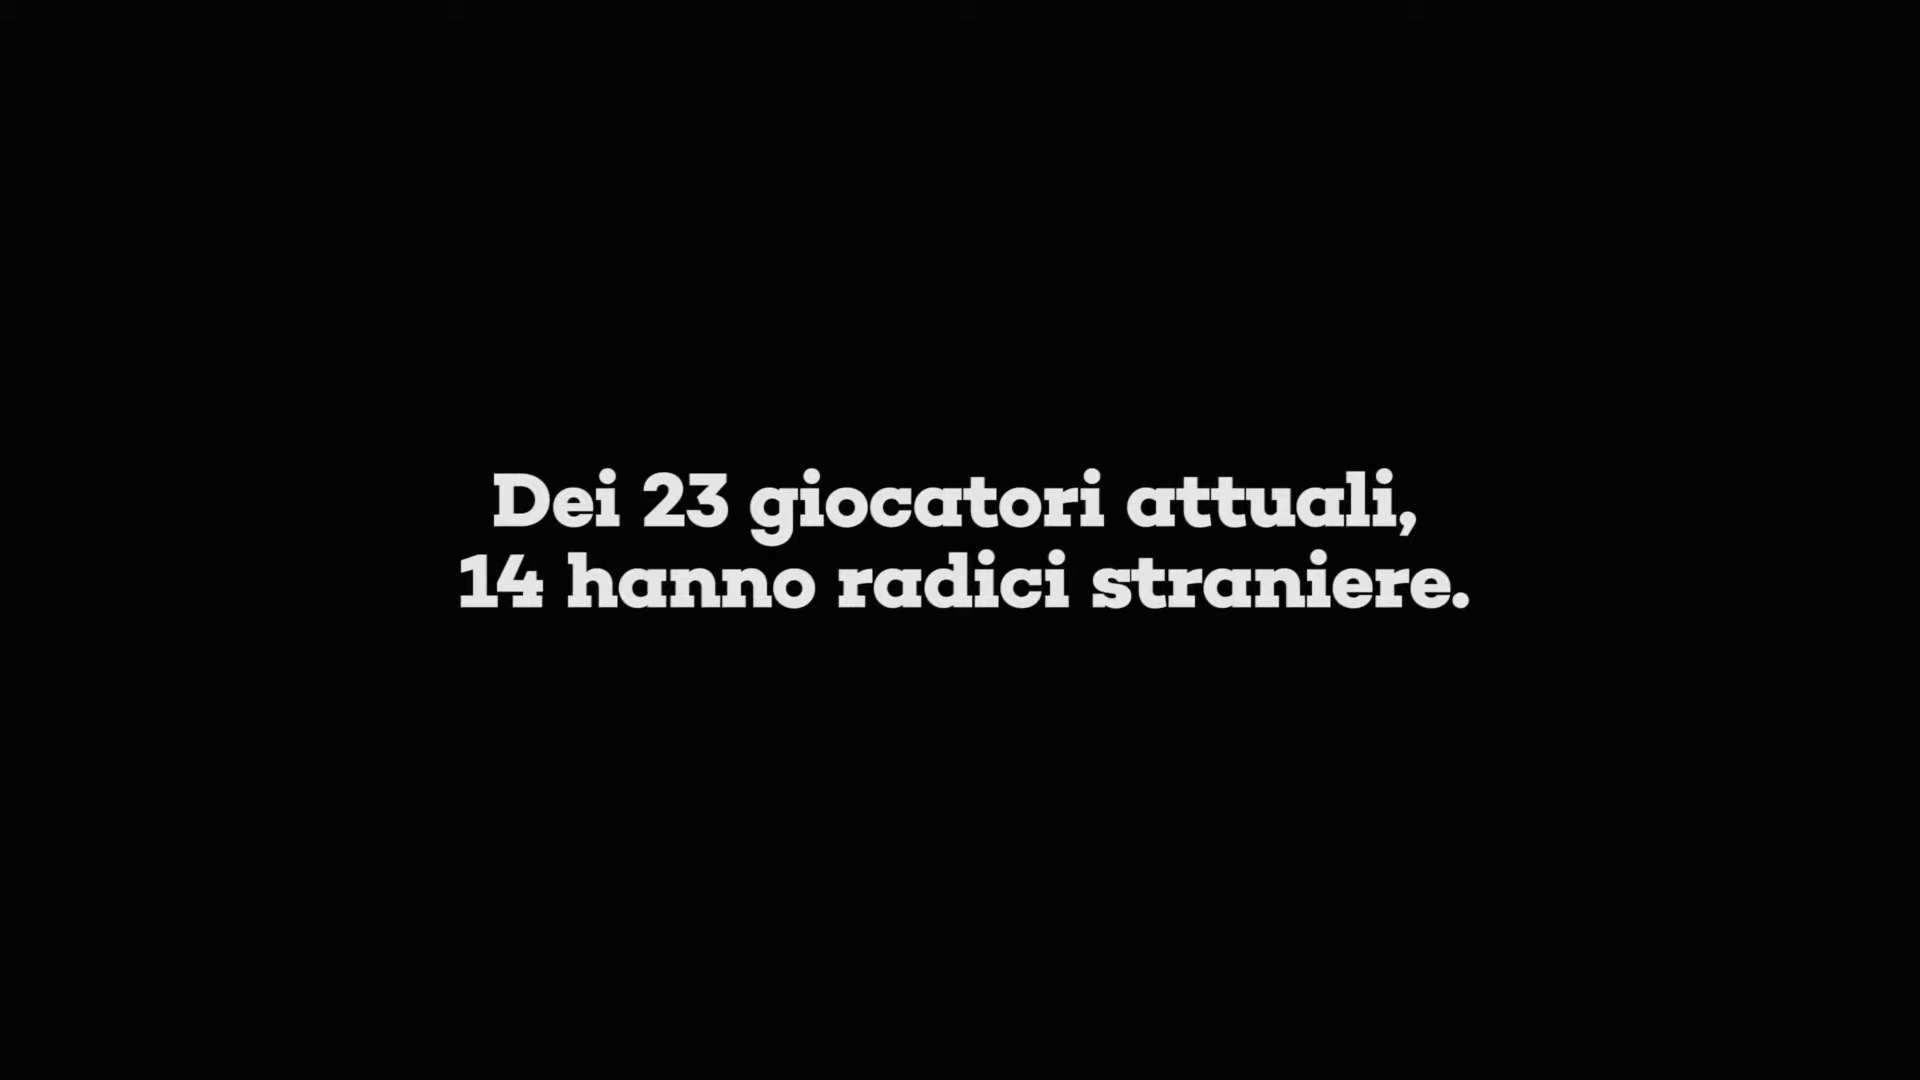 Dei 23 giocatori attuali,
14 hanno radici straniere.